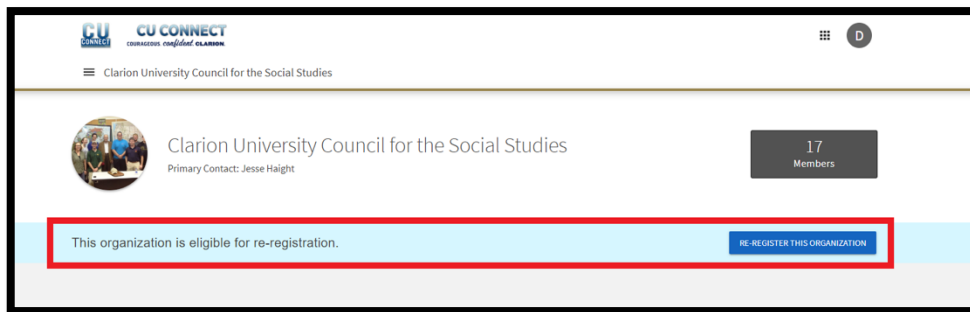 CU
CONNECT
CU CONNECT
COURAGEOUS. confident. CLARION.
D
Clarion University Council for the Social Studies
Clarion University Council for the Social Studies
Primary Contact: Jesse Haight
17
Members
This organization is eligible for re-registration.
RE-REGISTER THIS ORGANIZATION